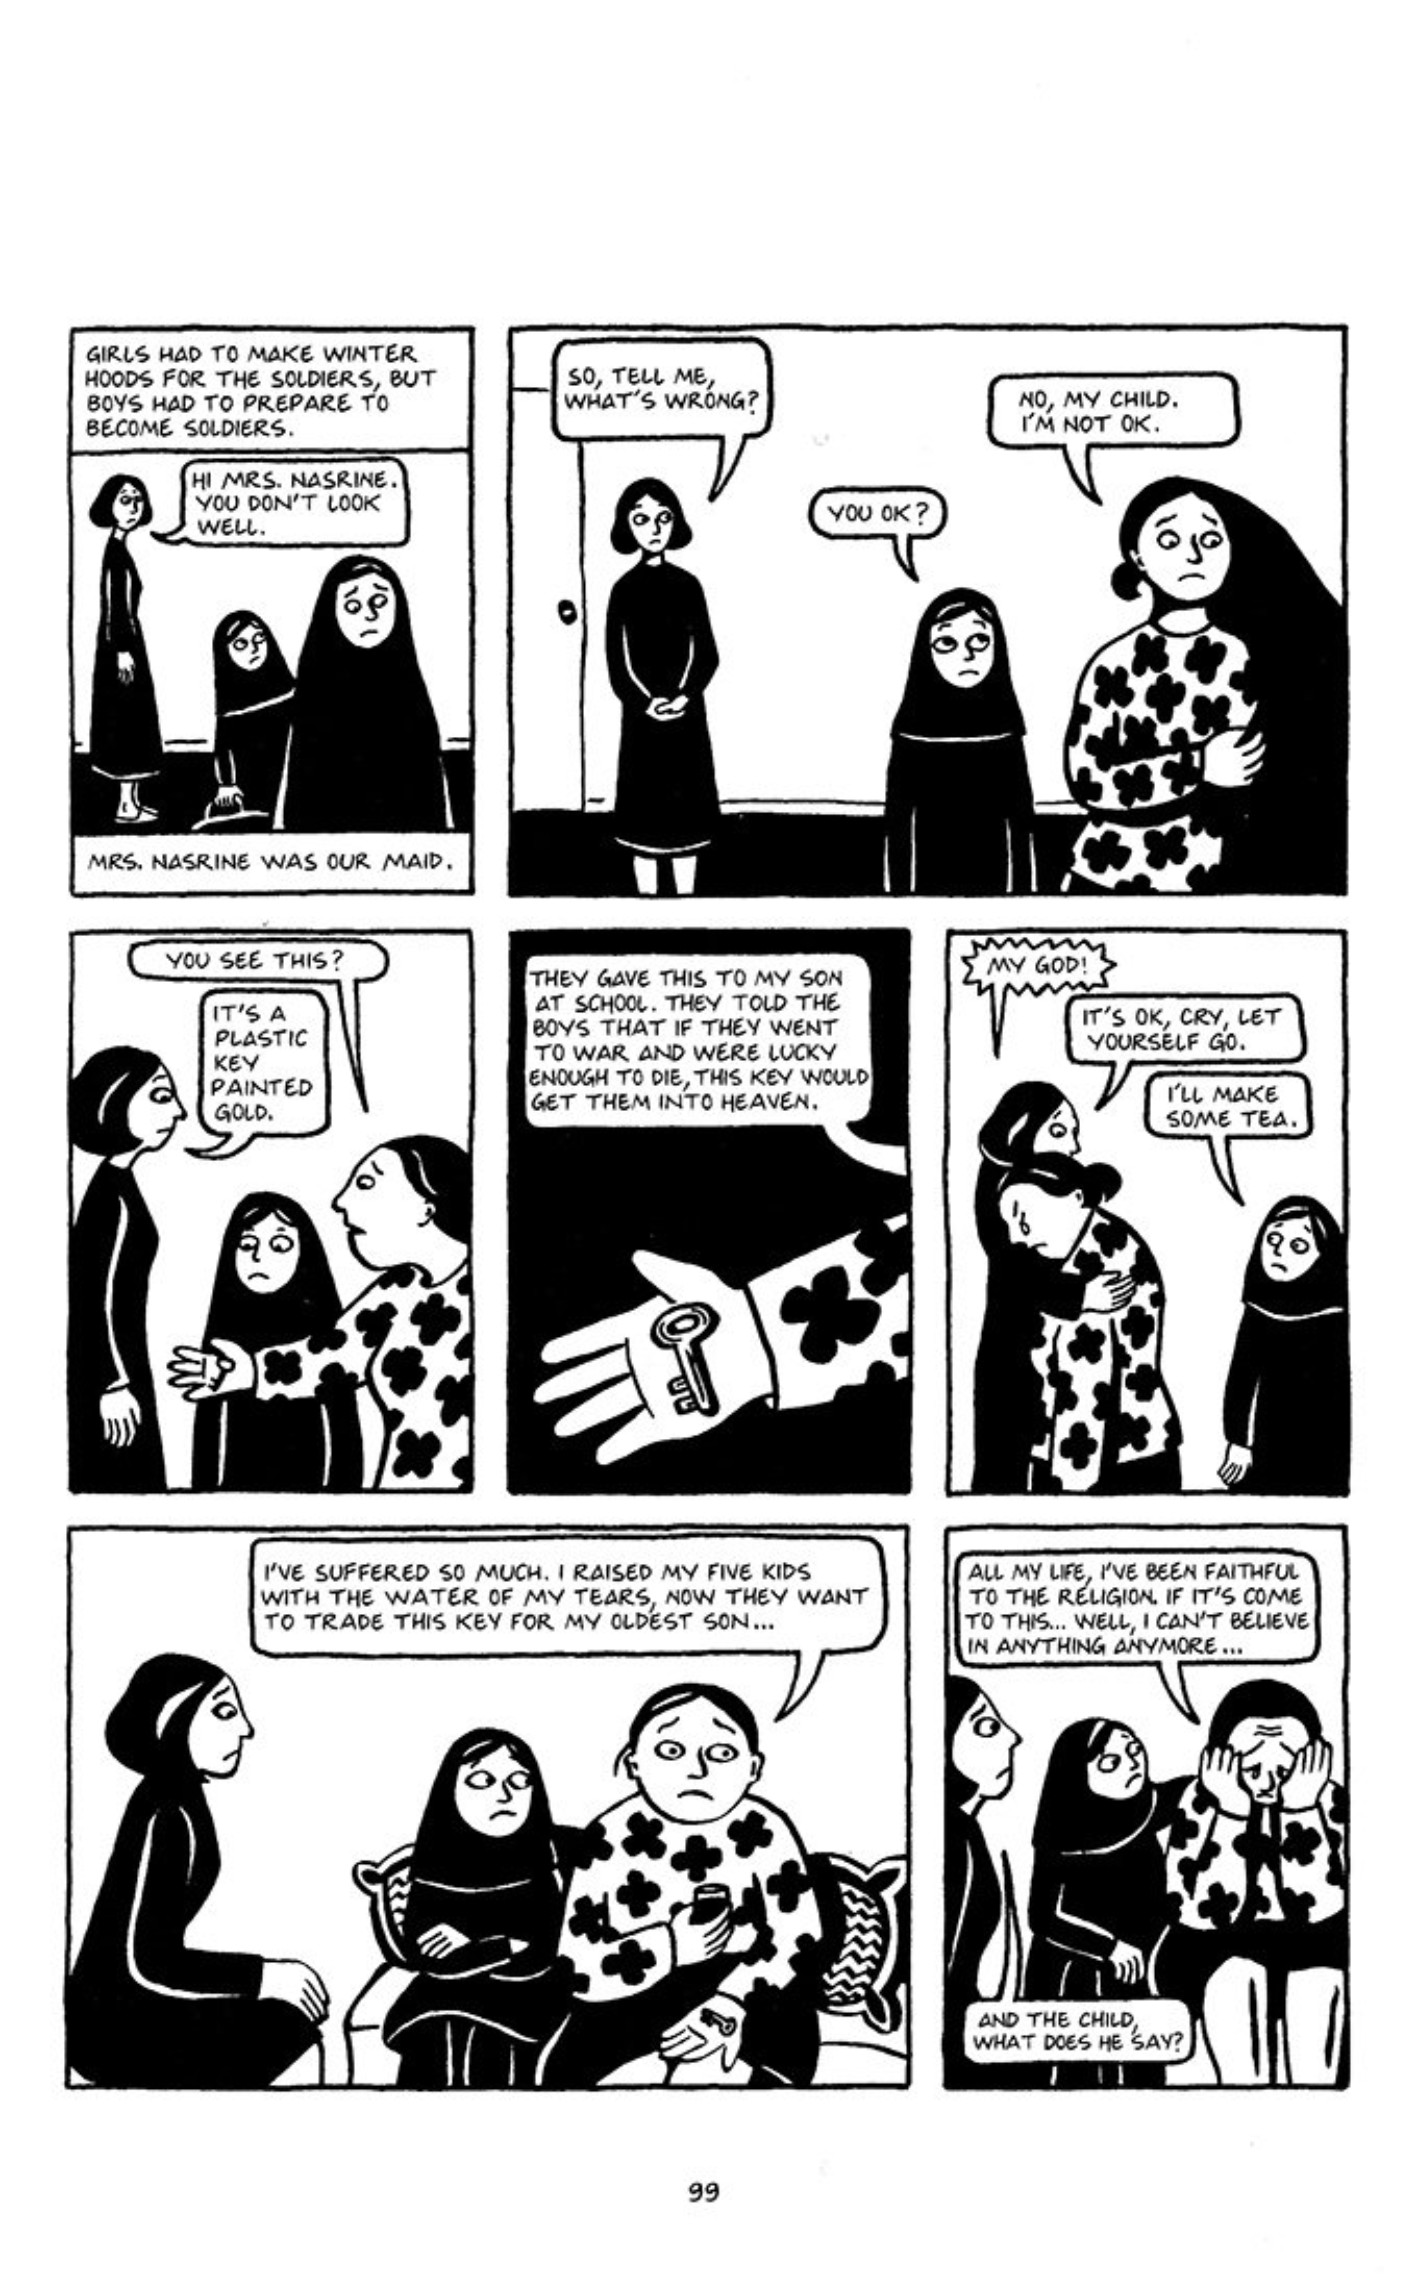 GIRLS HAD TO MAKE WINTER
HOODS FOR THE SOLDIERS, BUT
BOYS HAD TO PREPARE TO
BECOME SOLDIERS.
HI MRS. NASRINE.
YOU DON'T LOOK
WELL.
MRS. NASRINE WAS OUR MAID.
SO, TELL ME,
WHAT'S WRONG?
YOU OK?
NO, MY CHILD.
I'M NOT OK.
YOU SEE THIS?
IT'S A
PLASTIC
KEY
PAINTED
GOLD.
THEY GAVE THIS TO MY SON
AT SCHOOL. THEY TOLD THE
BOYS THAT IF THEY WENT
TO WAR AND WERE LUCKY
ENOUGH TO DIE, THIS KEY WOULD
GET THEM INTO HEAVEN.
MY GOD!
IT'S OK, CRY, LET
YOURSELF GO.
I'LL MAKE
SOME TEA.
I'VE SUFFERED SO MUCH. I RAISED MY FIVE KIDS
WITH THE WATER OF MY TEARS, NOW THEY WANT
TO TRADE THIS KEY FOR MY OLDEST SON...
ALL MY LIFE, I'VE BEEN FAITHFUL
TO THE RELIGION. IF IT'S COME
TO THIS... WELL, I CAN'T BELIEVE
IN ANYTHING ANYMORE...
AND THE CHILD,
WHAT DOES HE SAY?
99